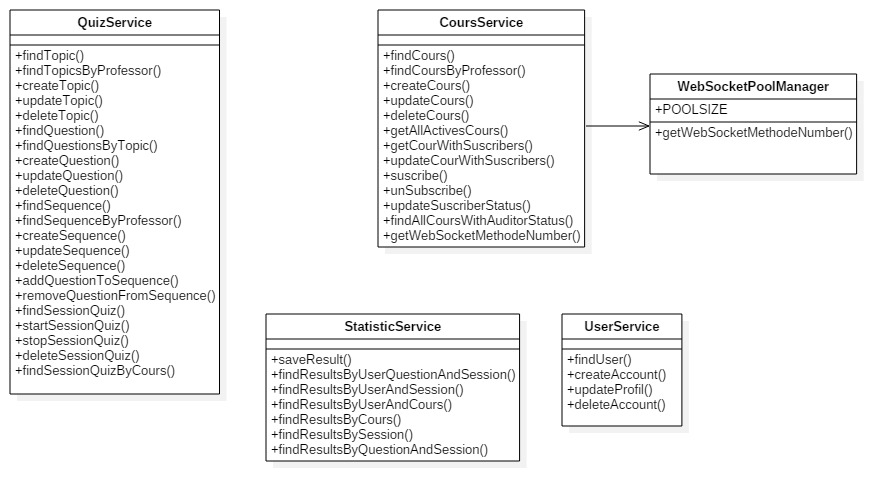 QuizService
+findTopic()
+findTopicsByProfessor()
+createTopic()
+updateTopic()
+deleteTopic()
+findQuestion()
+findQuestionsByTopic()
+createQuestion()
+updateQuestion()
+deleteQuestion()
+findSequence()
+findSequenceByProfessor()
+createSequence()
+updateSequence()
+deleteSequence()
+addQuestionToSequence()
+removeQuestionFromSequence()
+findSessionQuiz()
+startSessionQuiz()
+stopSessionQuiz()
+deleteSessionQuiz()
+findSessionQuizByCours()
CoursService
+findCours()
+findCoursByProfessor()
+createCours()
+updateCours()
+deleteCours()
+getAllActivesCours()
+getCourWithSuscribers()
+updateCourWithSuscribers()
+suscribe()
+unSubscribe()
+updateSuscriberStatus()
+findAllCoursWithAuditorStatus()
+getWebSocketMethodeNumber()
WebSocketPoolManager
+POOLSIZE
+getWebSocketMethodeNumber()
StatisticService
+saveResult()
+findResultsByUserQuestionAndSession()
+findResultsByUserAndSession()
+findResultsByUserAndCours()
+findResultsByCours()
+findResultsBySession()
+findResultsByQuestionAndSession()
UserService
+findUser()
+createAccount()
+updateProfil()
+deleteAccount()